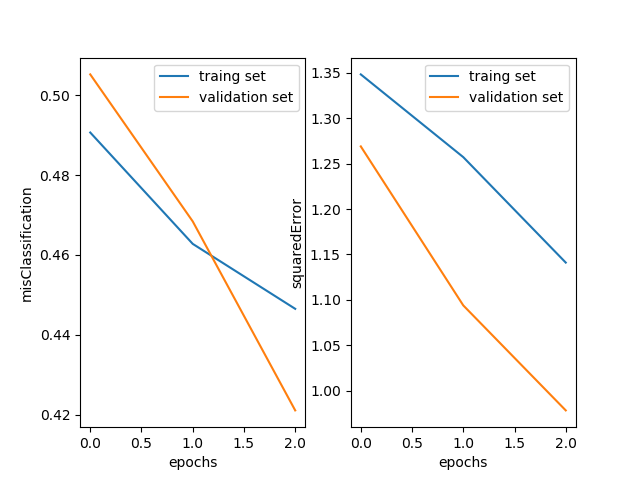 traing set
validation set
0.50
0.48
0.46
0.44
0.42
misClassification
0.0 0.5 1.0 1.5 2.0
epochs
traing set
validation set
1.35
1.30
1.25
1.20
1.15
1.10
1.05
1.00
squaredError
0.0 0.5 1.0 1.5 2.0
epochs